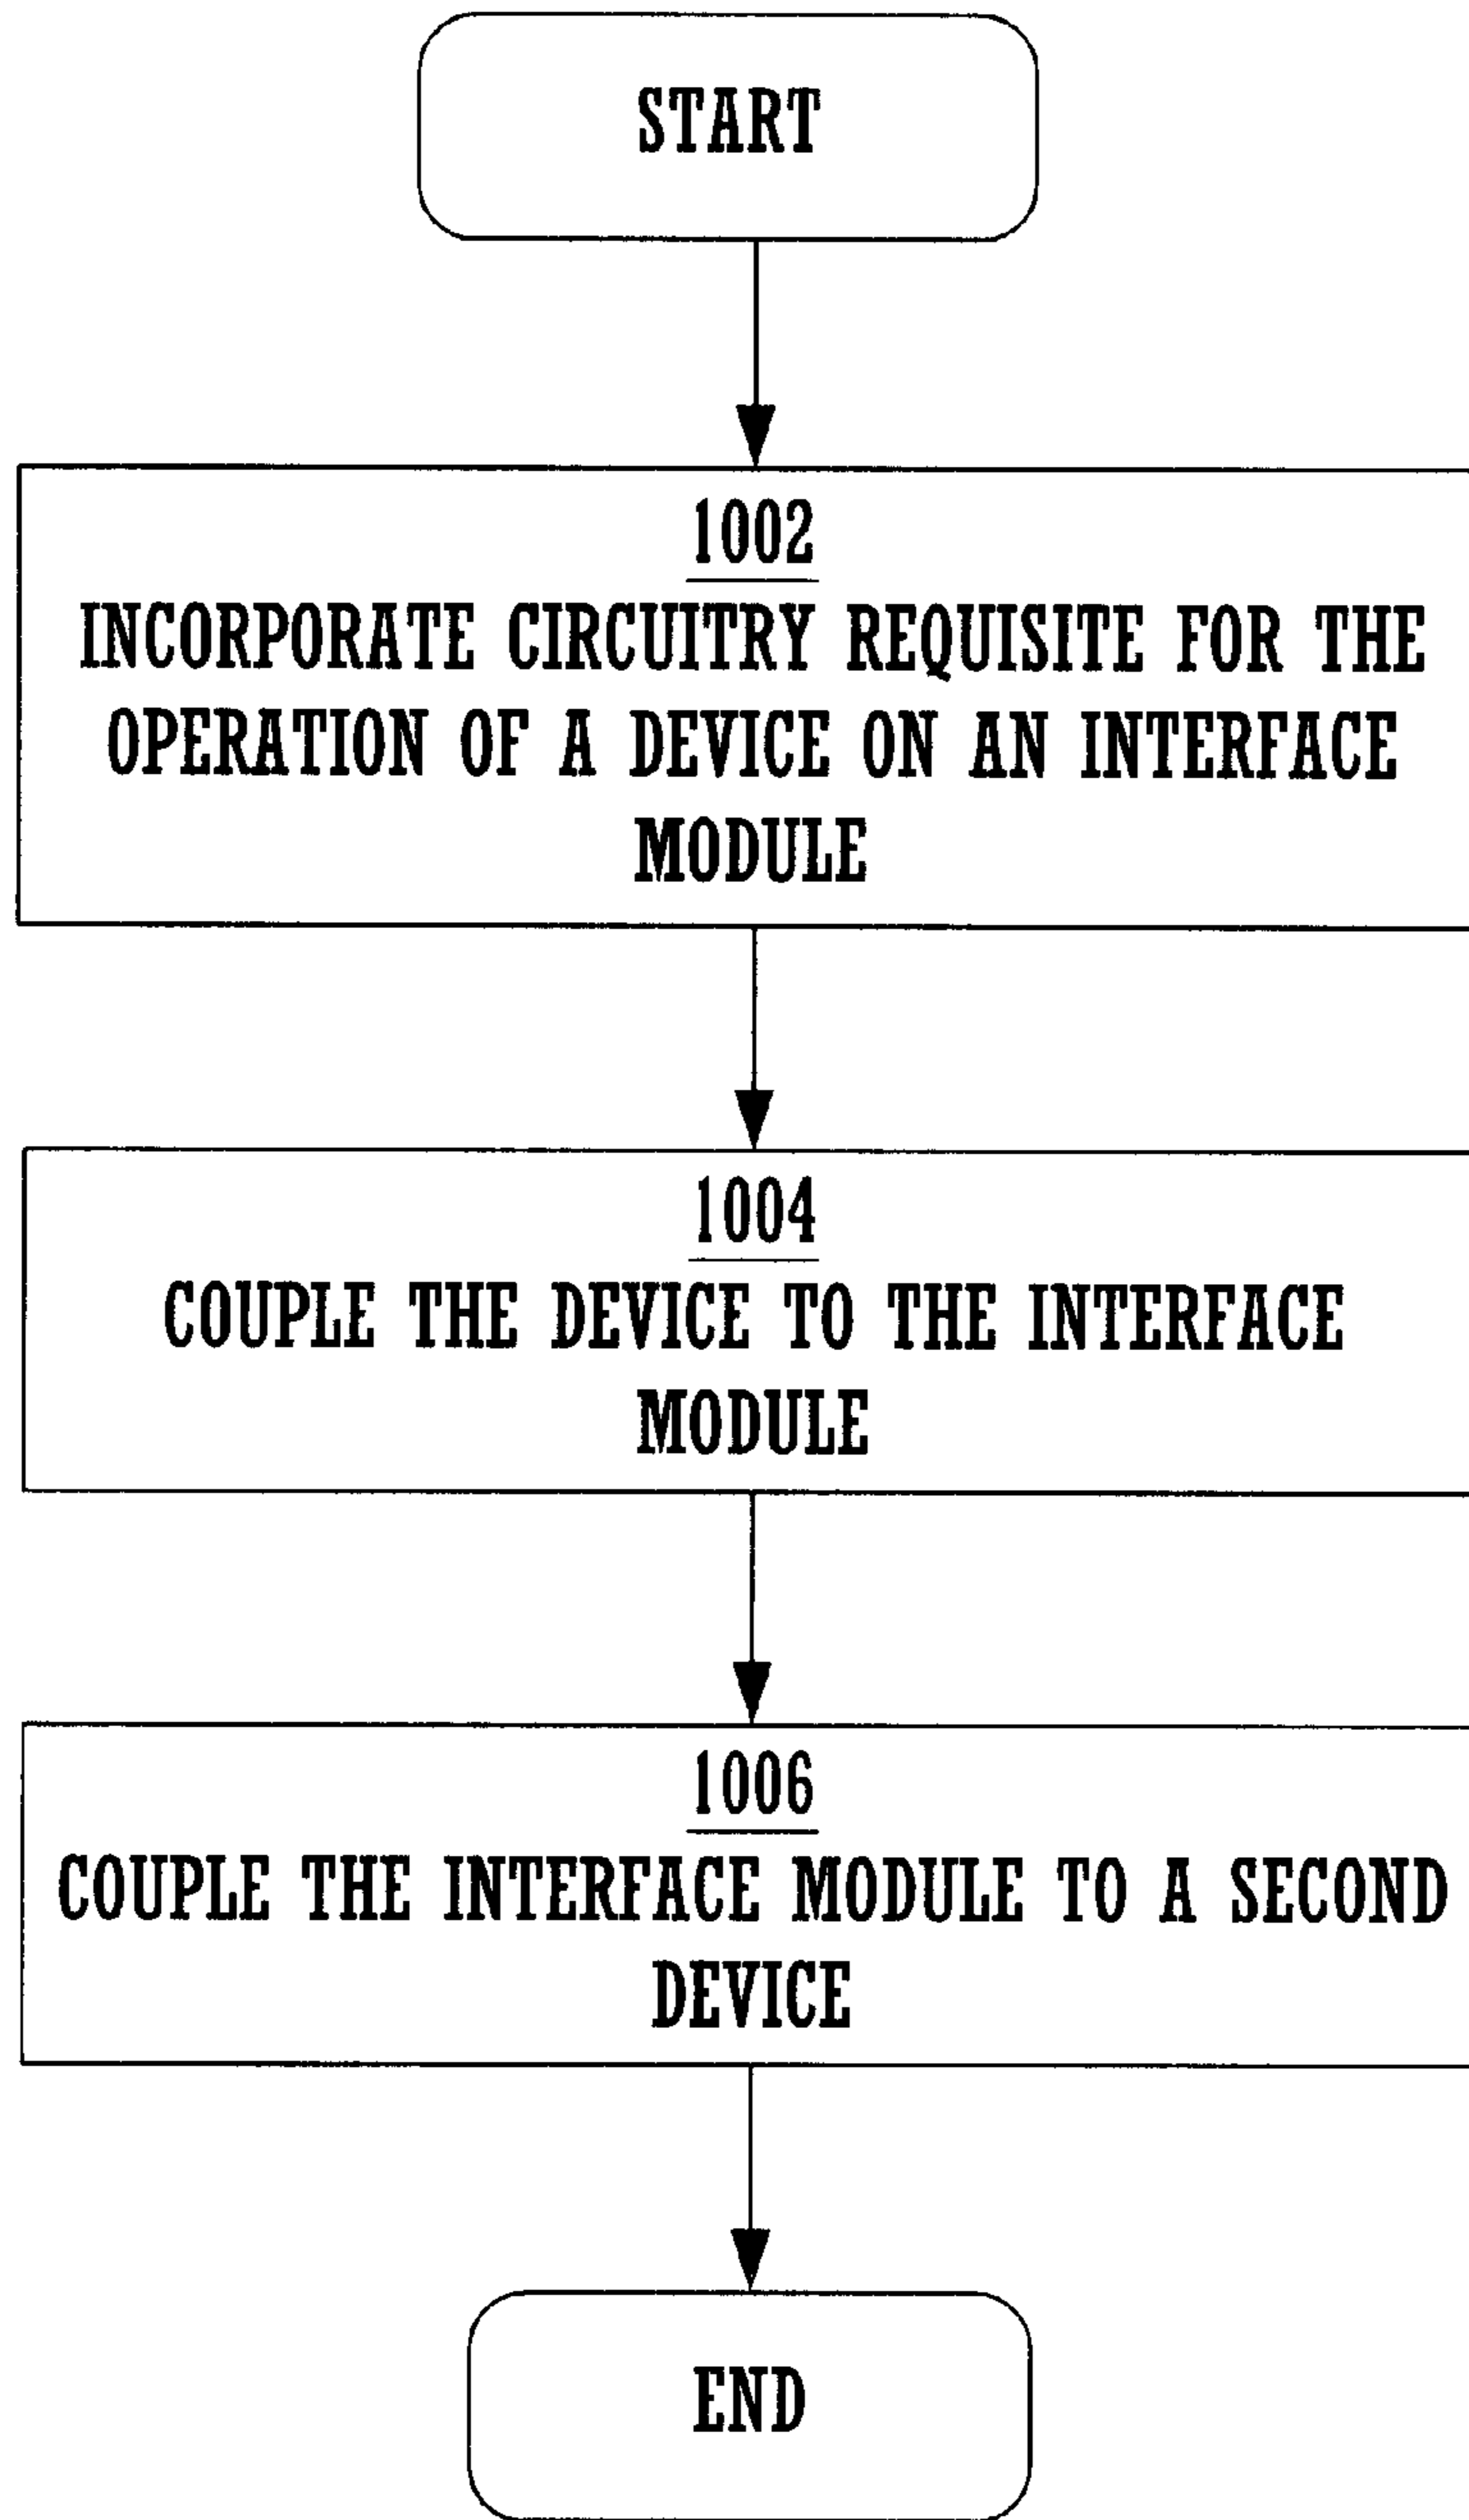 START
1002
INCORPORATE CIRCUITRY REQUISITE FOR THE
OPERATION OF A DEVICE ON AN INTERFACE
MODULE
1004
COUPLE THE DEVICE TO THE INTERFACE
MODULE
1006
COUPLE THE INTERFACE MODULE TO A SECOND
DEVICE
END